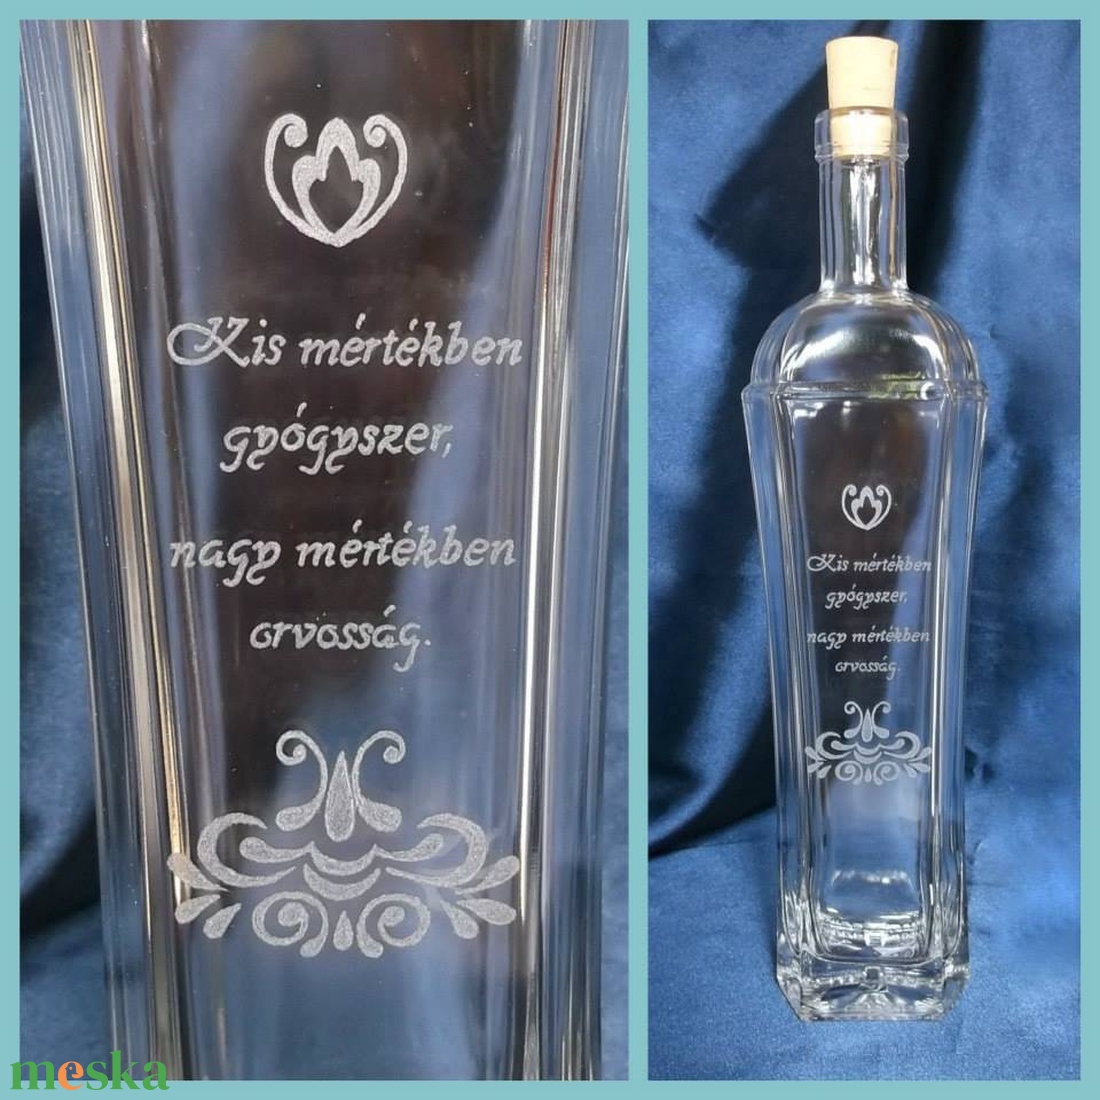 Kis mértékben
gyógyszer,
nagy mértékben
orvosság.
Kis mértékben
gyógyszer,
nagy mértékben
orvosság.
meska